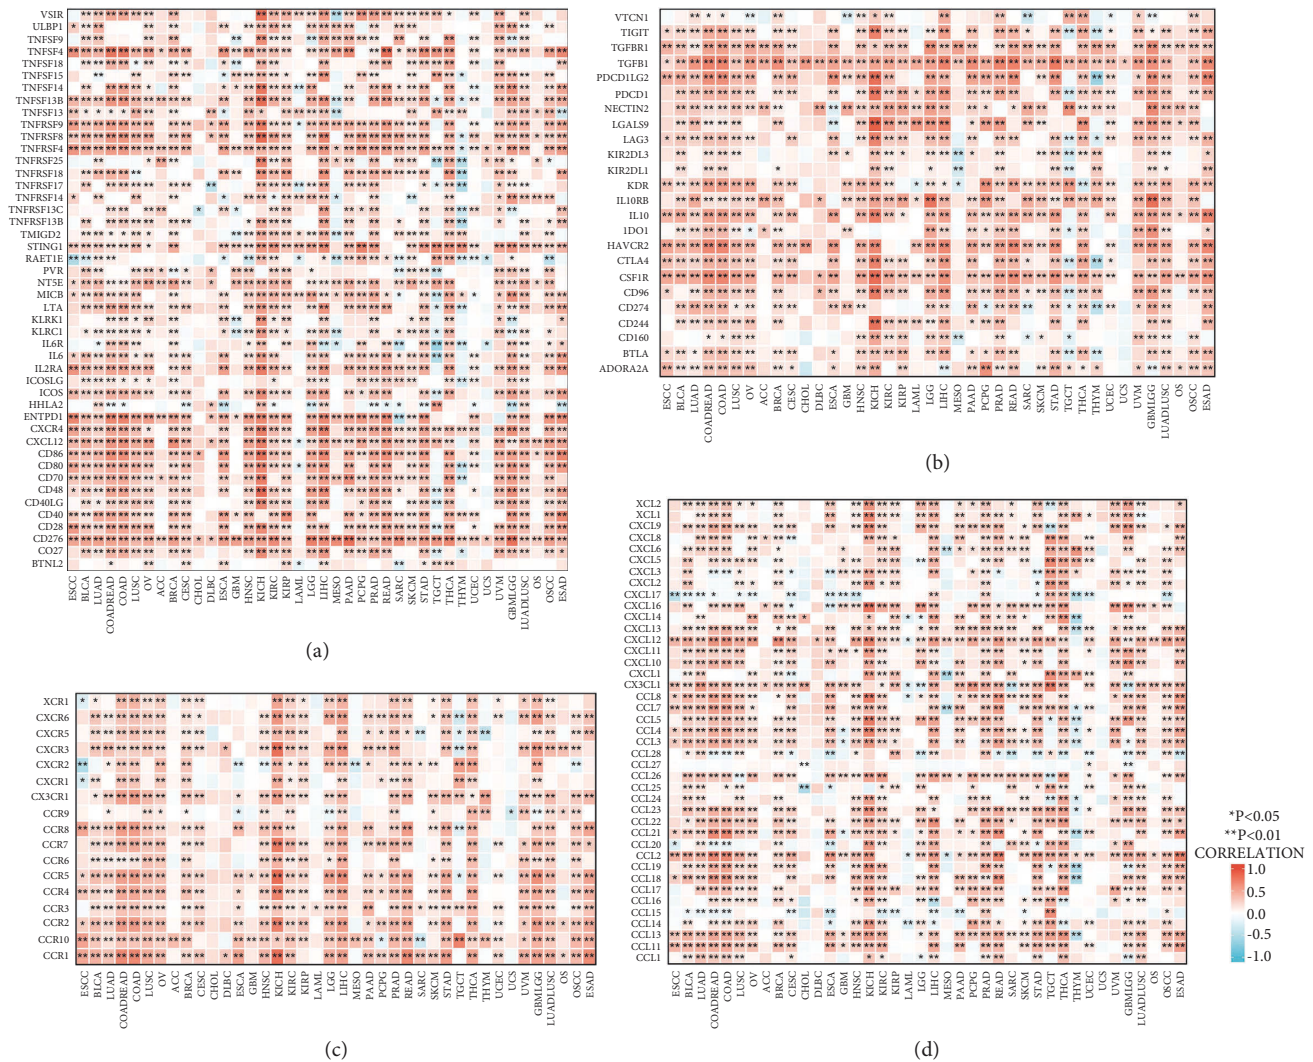 VSIR
ULBP1
TNFSF9
TNFSF4
TNFSF18
TNFSF15
TNFSF14
TNFSF13B
TNFSF13
TNFRSF9
TNFRSF8
TNFRSF4
TNFRSF25
TNFRSF18
TNFRSF17
TNFRSF14
TNFRSF13C
TNFRSF13B
TMIGD2
STING1
RAET1E
PVR
NT5E
MICB
LTA
KLRK1
KLRC1
IL6R
IL6
IL2RA
ICOSLG
ICOS
HHLA2
ENTPD1
CXCR4
CXCL12
CD86
CD80
CD70
CD48
CD40LG
CD40
CD28
CD276
CO27
BTNL2
ESCC BLCA LUAD COADREAD COAD LUSC OV ACC BRCA CESC CHOL DLBC ESCA GBM HNSC KICH KIRC KIRP LAML LGG LIHC MESO PAAD PCPG PRAD READ SARC SKCM STAD TGCT THCA THYM UCEC UCS UVM GBMLGG LUADLUSC OS OSCC ESAD
(a)
VTCN1
TIGIT
TGFBR1
TGFB1
PDCD1LG2
PDCD1
NECTIN2
LGALS9
LAG3
KIR2DL3
KIR2DL1
KDR
IL10RB
IL10
1DO1
HAVCR2
CTLA4
CSF1R
CD96
CD274
CD244
CD160
BTLA
ADORA2A
ESCC BLCA LUAD COADREAD COAD LUSC OV ACC BRCA CESC CHOL DLBC ESCA GBM HNSC KICH KIRC KIRP LAML LGG LIHC MESO PAAD PCPG PRAD READ SARC SKCM STAD TGCT THCA THYM UCEC UCS UVM GBMLGG LUADLUSC OS OSCC ESAD
(b)
XCR1
CXCR6
CXCR5
CXCR3
CXCR2
CXCR1
CX3CR1
CCR9
CCR8
CCR7
CCR6
CCR5
CCR4
CCR3
CCR2
CCR10
CCR1
ESCC BLCA LUAD COADREAD COAD LUSC OV ACC BRCA CESC CHOL DLBC ESCA GBM HNSC KICH KIRC KIRP LAML LGG LIHC MESO PAAD PCPG PRAD READ SARC SKCM STAD TGCT THCA THYM UCEC UCS UVM GBMLGG LUADLUSC OS OSCC ESAD
(c)
XCL2
XCL1
CXCL9
CXCL8
CXCL6
CXCL5
CXCL3
CXCL2
CXCL17
CXCL16
CXCL14
CXCL13
CXCL12
CXCL11
CXCL10
CXCL1
CX3CL1
CCL8
CCL7
CCL5
CCL4
CCL3
CCL28
CCL27
CCL26
CCL25
CCL24
CCL23
CCL22
CCL21
CCL20
CCL2
CCL19
CCL18
CCL17
CCL16
CCL15
CCL14
CCL13
CCL11
CCL1
ESCC BLCA LUAD COADREAD COAD LUSC OV ACC BRCA CESC CHOL DLBC ESCA GBM HNSC KICH KIRC KIRP LAML LGG LIHC MESO PAAD PCPG PRAD READ SARC SKCM STAD TGCT THCA THYM UCEC UCS UVM GBMLGG LUADLUSC OS OSCC ESAD
(d)
*P<0.05
**P<0.01
CORRELATION
1.0
0.5
0.0
-0.5
-1.0